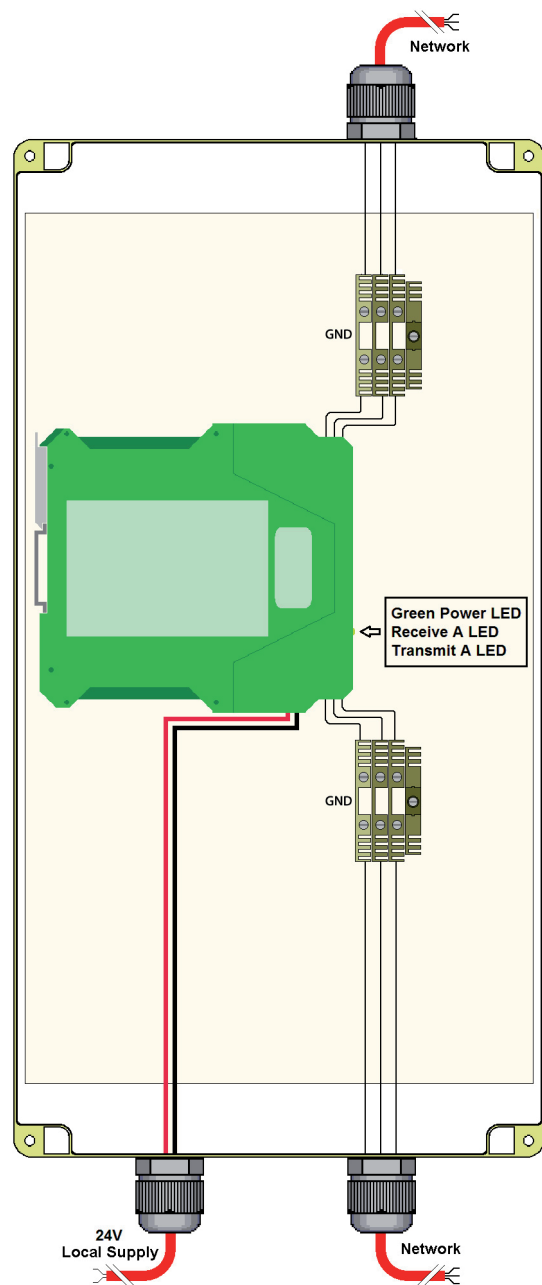 Network
GND
Green Power LED
Receive A LED
Transmit A LED
GND
24V
Local Supply
Network